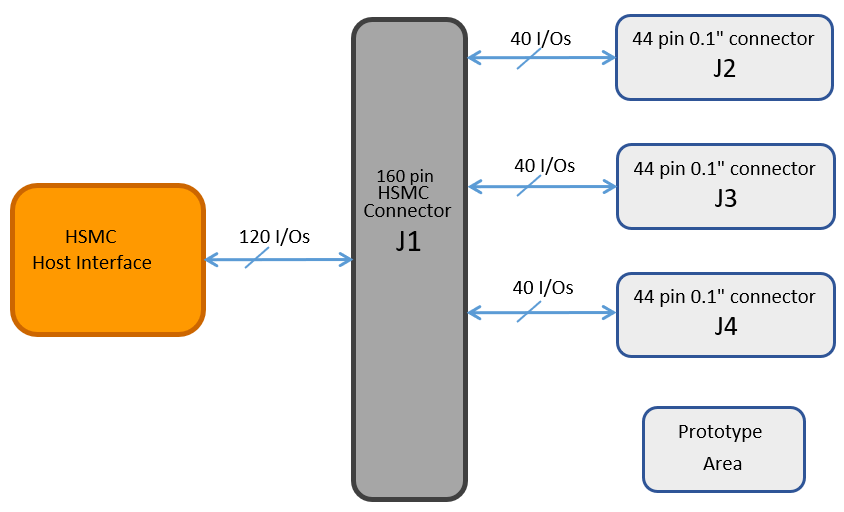 HSMC
Host Interface
120 I/Os
160 pin
HSMC
Connector
J1
40 I/Os
44 pin 0.1" connector
J2
40 I/Os
44 pin 0.1" connector
J3
40 I/Os
44 pin 0.1" connector
J4
Prototype
Area